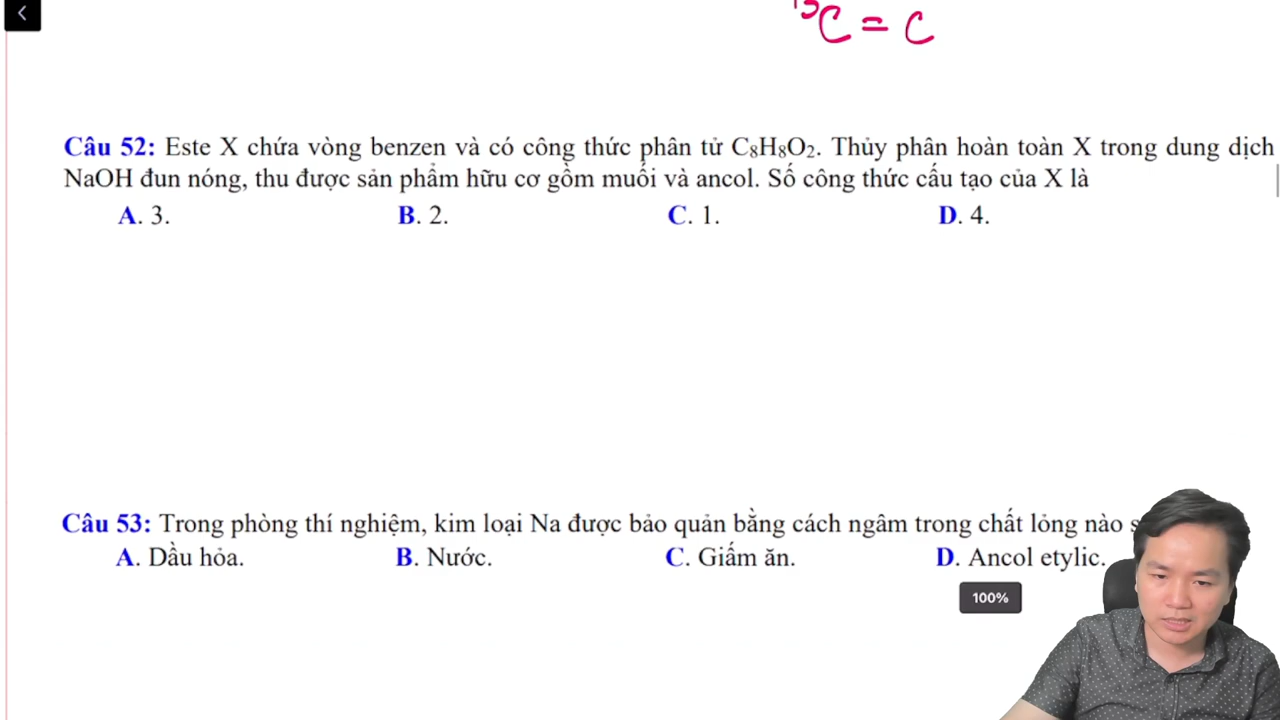 C = C
Câu 52: Este X chứa vòng benzen và có công thức phân tử C₈H₈O₂. Thủy phân hoàn toàn X trong dung dịch
NaOH đun nóng, thu được sản phẩm hữu cơ gồm muối và ancol. Số công thức cấu tạo của X là
A. 3. B. 2. C. 1. D. 4.
Câu 53: Trong phòng thí nghiệm, kim loại Na được bảo quản bằng cách ngâm trong chất lỏng nào
A. Dầu hỏa. B. Nước. C. Giấm ăn. D. Ancol etylic.
100%